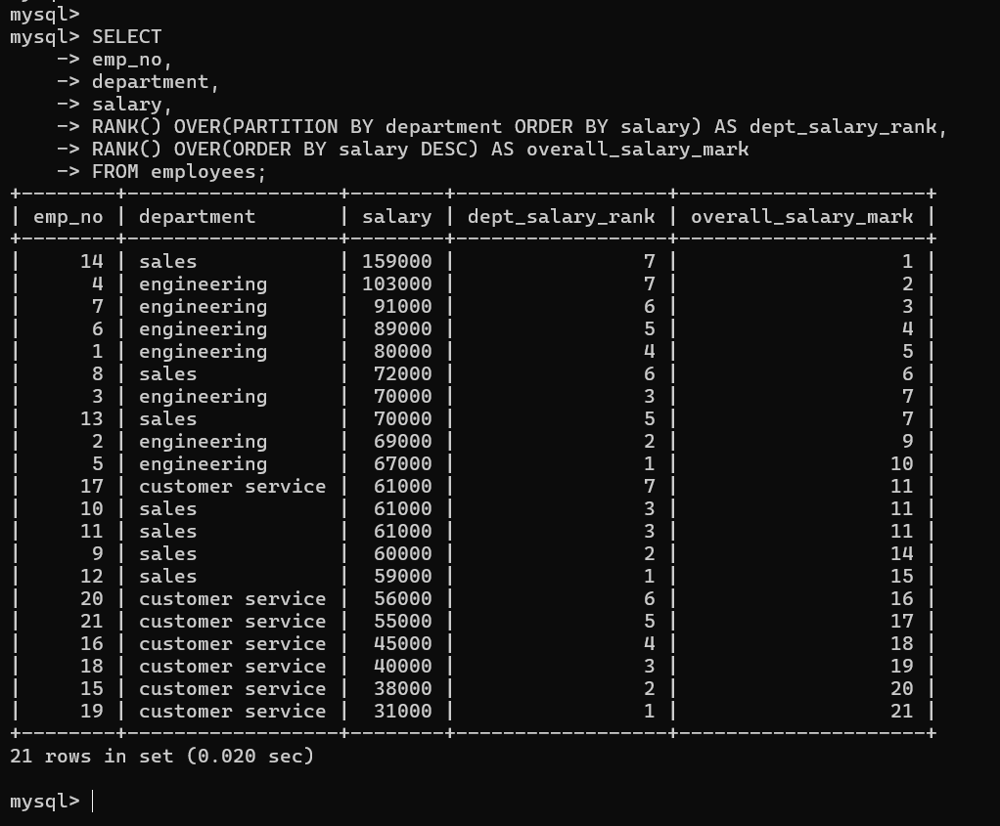 mysql>
mysql> SELECT
    -> emp_no,
    -> department,
    -> salary,
    -> RANK() OVER(PARTITION BY department ORDER BY salary) AS dept_salary_rank,
    -> RANK() OVER(ORDER BY salary DESC) AS overall_salary_mark
    -> FROM employees;
+--------+------------------+--------+------------------+---------------------+
| emp_no | department       | salary | dept_salary_rank | overall_salary_mark |
+--------+------------------+--------+------------------+---------------------+
|     14 | sales            | 159000 |                7 |                   1 |
|      4 | engineering      | 103000 |                7 |                   2 |
|      7 | engineering      |  91000 |                6 |                   3 |
|      6 | engineering      |  89000 |                5 |                   4 |
|      1 | engineering      |  80000 |                4 |                   5 |
|      8 | sales            |  72000 |                6 |                   6 |
|      3 | engineering      |  70000 |                3 |                   7 |
|     13 | sales            |  70000 |                5 |                   7 |
|      2 | engineering      |  69000 |                2 |                   9 |
|      5 | engineering      |  67000 |                1 |                  10 |
|     17 | customer service |  61000 |                7 |                  11 |
|     10 | sales            |  61000 |                3 |                  11 |
|     11 | sales            |  61000 |                3 |                  11 |
|      9 | sales            |  60000 |                2 |                  14 |
|     12 | sales            |  59000 |                1 |                  15 |
|     20 | customer service |  56000 |                6 |                  16 |
|     21 | customer service |  55000 |                5 |                  17 |
|     16 | customer service |  45000 |                4 |                  18 |
|     18 | customer service |  40000 |                3 |                  19 |
|     15 | customer service |  38000 |                2 |                  20 |
|     19 | customer service |  31000 |                1 |                  21 |
+--------+------------------+--------+------------------+---------------------+
21 rows in set (0.020 sec)
mysql>